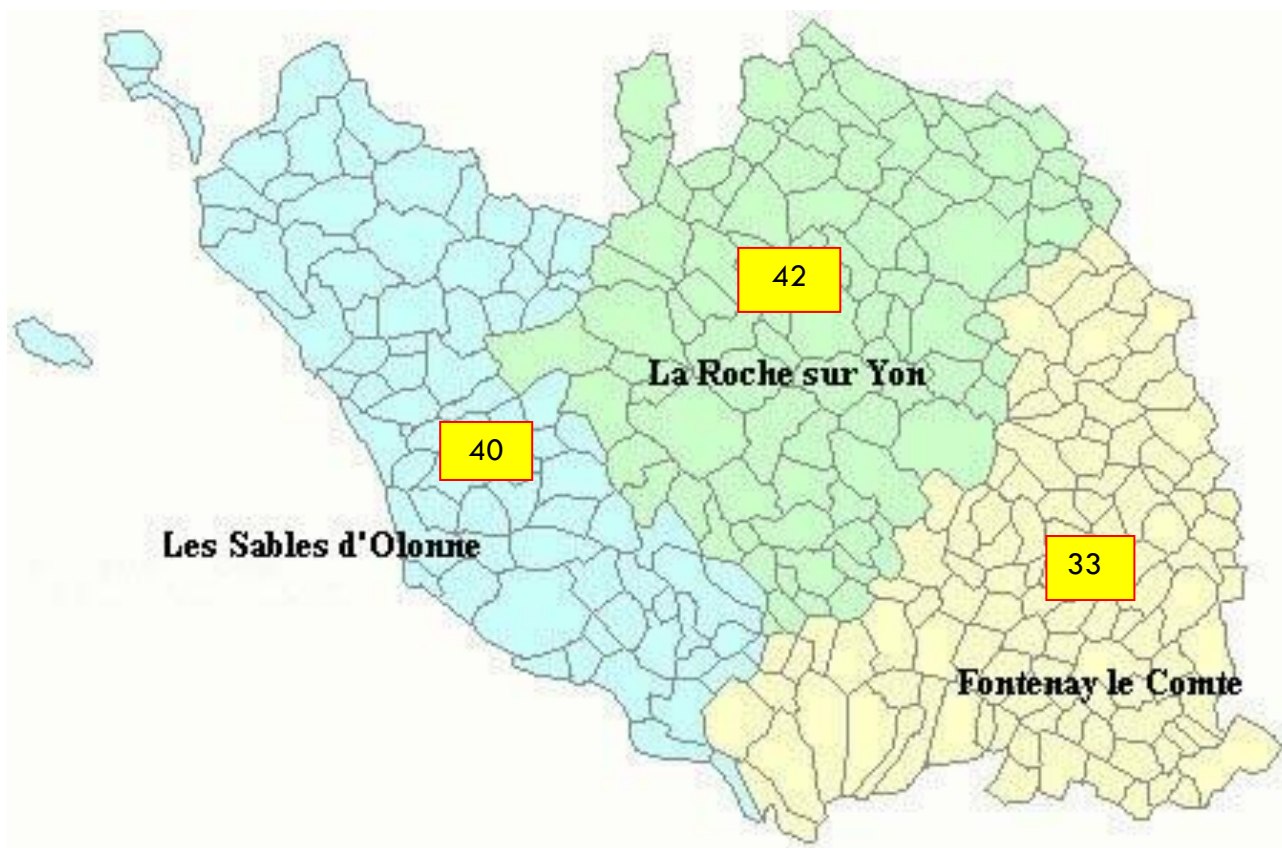 42
La Roche sur Yon
40
Les Sables d'Olonne
33
Fontenay le Comte